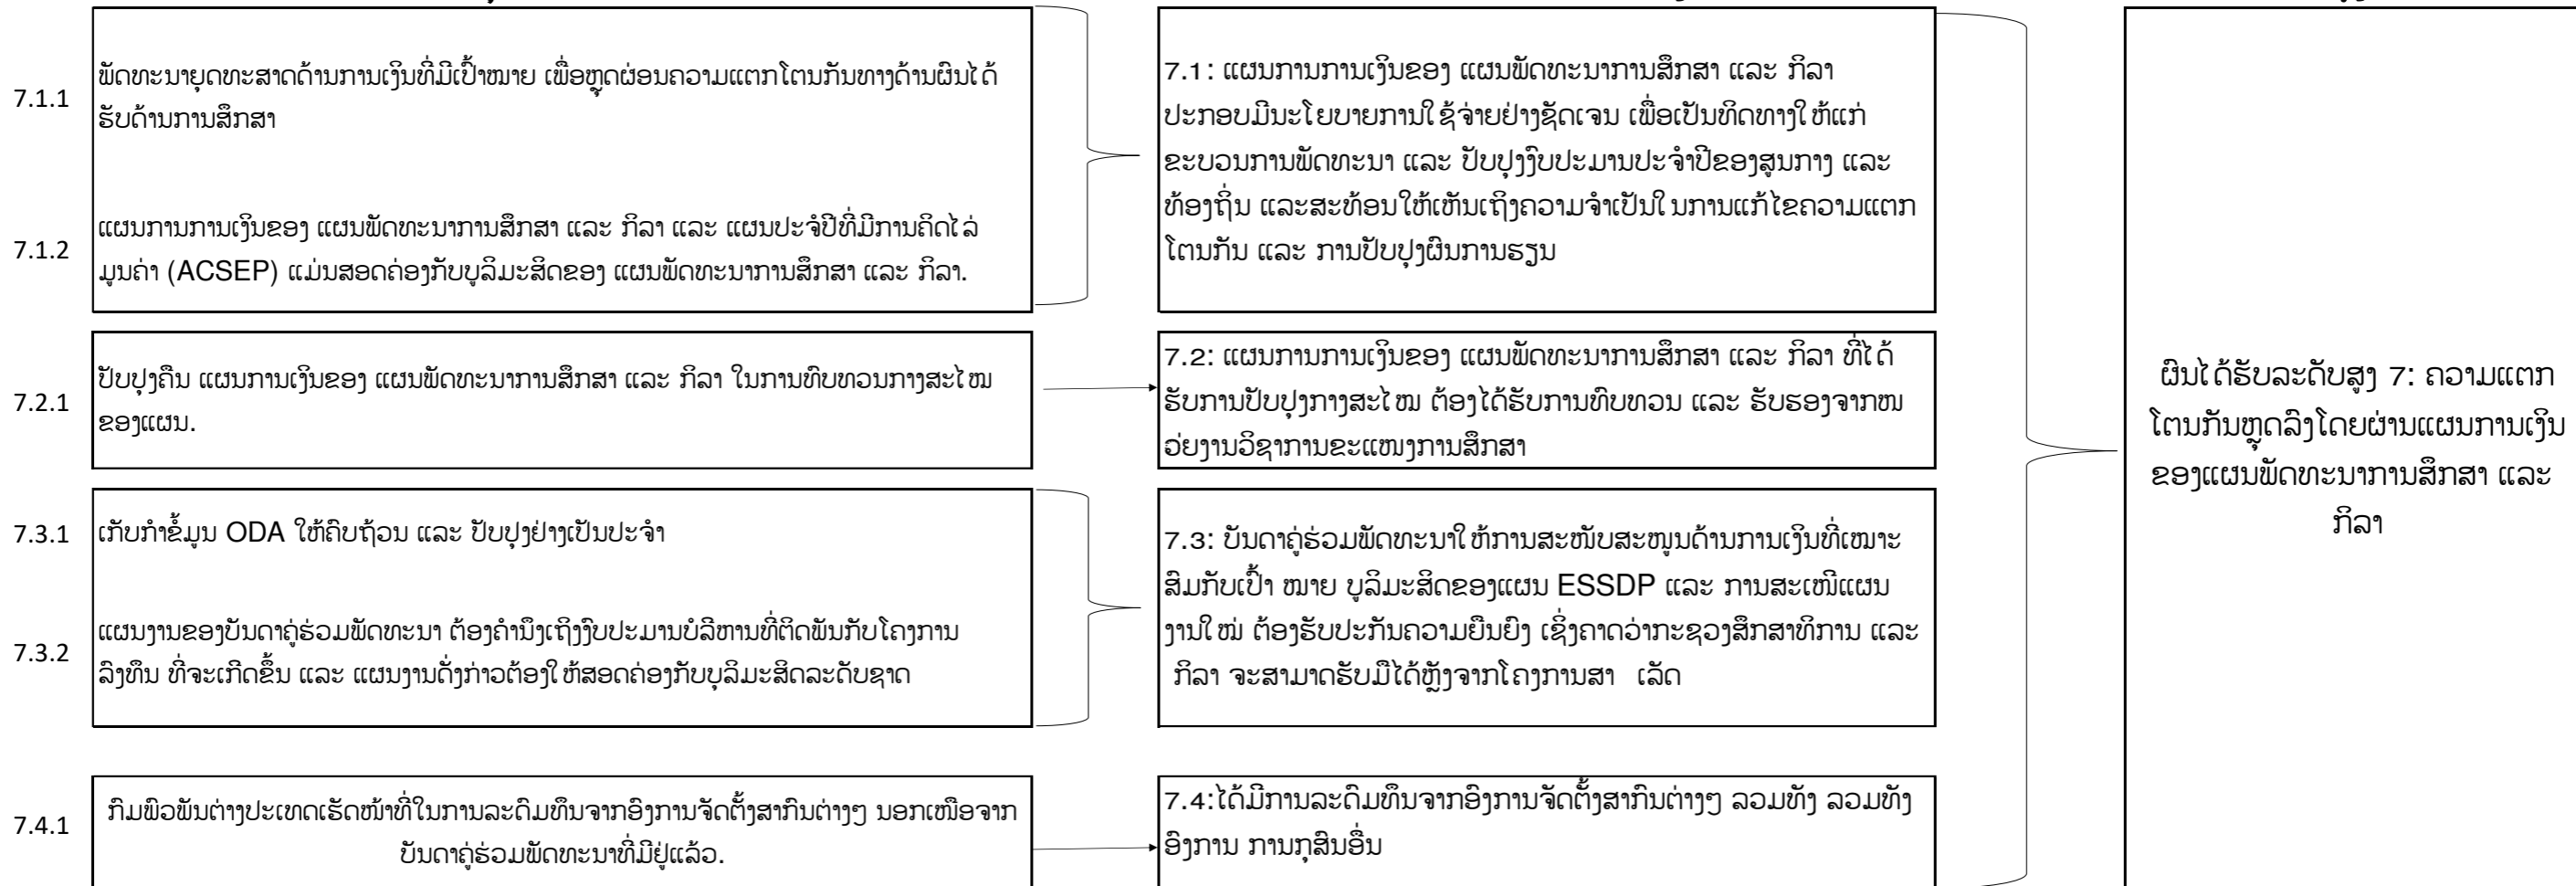 7.1.1
ພັດທະນາຍຸດທະສາດດ້ານການເງິນທີ່ມີເປົ້າໝາຍ ເພື່ອຫຼຸດຜ່ອນຄວາມແຕກໂຕນກັນທາງດ້ານຜົນໄດ້
ຮັບດ້ານການສຶກສາ
7.1.2
ແຜນການການເງິນຂອງ ແຜນພັດທະນາການສຶກສາ ແລະ ກິລາ ແລະ ແຜນປະຈໍປີທີ່ມີການຄິດໄລ່
ມູນຄ່າ (ACSEP) ແມ່ນສອດຄ່ອງກັບບູລິມະສິດຂອງ ແຜນພັດທະນາການສຶກສາ ແລະ ກິລາ.
7.1: ແຜນການການເງິນຂອງ ແຜນພັດທະນາການສຶກສາ ແລະ ກິລາ
ປະກອບມີນະໂຍບາຍການໃຊ້ຈ່າຍຢ່າງຊັດເຈນ ເພື່ອເປັນທິດທາງໃຫ້ແກ່
ຂະບວນການພັດທະນາ ແລະ ປັບປຸງງົບປະມານປະຈໍາປີຂອງສູນກາງ ແລະ
ທ້ອງຖິ່ນ ແລະສະທ້ອນໃຫ້ເຫັນເຖິງຄວາມຈໍາເປັນໃນການແກ້ໄຂຄວາມແຕກ
ໂຕນກັນ ແລະ ການປັບປຸງຜົນການຮຽນ
7.2.1
ປັບປຸງຄືນ ແຜນການເງິນຂອງ ແຜນພັດທະນາການສຶກສາ ແລະ ກິລາ ໃນການທົບທວນກາງສະໄໝ
ຂອງແຜນ.
7.2: ແຜນການການເງິນຂອງ ແຜນພັດທະນາການສຶກສາ ແລະ ກິລາ ທີ່ໄດ້
ຮັບການປັບປຸງກາງສະໄໝ ຕ້ອງໄດ້ຮັບການທົບທວນ ແລະ ຮັບຮອງຈາກໜ
ວ່ຍງານວິຊາການຂະແໜງການສຶກສາ
7.3.1
ເກັບກໍາຂໍ້ມູນ ODA ໃຫ້ຄົບຖ້ວນ ແລະ ປັບປຸງຢ່າງເປັນປະຈໍາ
7.3.2
ແຜນງານຂອງບັນດາຄູ່ຮ່ວມພັດທະນາ ຕ້ອງຄໍານຶງເຖິງງົບປະມານບໍລິຫານທີ່ຕິດພັນກັບໂຄງການ
ລົງທຶນ ທີ່ຈະເກີດຂຶ້ນ ແລະ ແຜນງານດັ່ງກ່າວຕ້ອງໃຫ້ສອດຄ່ອງກັບບຸລິມະສິດລະດັບຊາດ
7.3: ບັນດາຄູ່ຮ່ວມພັດທະນາໃຫ້ການສະໜັບສະໜູນດ້ານການເງິນທີ່ເໝາະ
ສົມກັບເປົ້າ ໝາຍ ບູລິມະສິດຂອງແຜນ ESSDP ແລະ ການສະເໜີແຜນ
ງານໃໝ່ ຕ້ອງຮັບປະກັນຄວາມຍືນຍົງ ເຊິ່ງຄາດວ່າກະຊວງສຶກສາທິການ ແລະ
ກິລາ ຈະສາມາດຮັບມືໄດ້ຫຼັງຈາກໂຄງການສາ ເລັດ
7.4.1
ກົມພົວພັນຕ່າງປະເທດເຮັດໜ້າທີ່ໃນການລະດົມທຶນຈາກອົງການຈັດຕັ້ງສາກົນຕ່າງໆ ນອກເໜືອຈາກ
ບັນດາຄູ່ຮ່ວມພັດທະນາທີ່ມີຢູ່ແລ້ວ.
7.4:ໄດ້ມີການລະດົມທຶນຈາກອົງການຈັດຕັ້ງສາກົນຕ່າງໆ ລວມທັງ ລວມທັງ
ອົງການ ການກຸສົນອື່ນ
ຜົນໄດ້ຮັບລະດັບສູງ 7: ຄວາມແຕກ
ໂຕນກັນຫຼຸດລົງໂດຍຜ່ານແຜນການເງິນ
ຂອງແຜນພັດທະນາການສຶກສາ ແລະ
ກິລາ